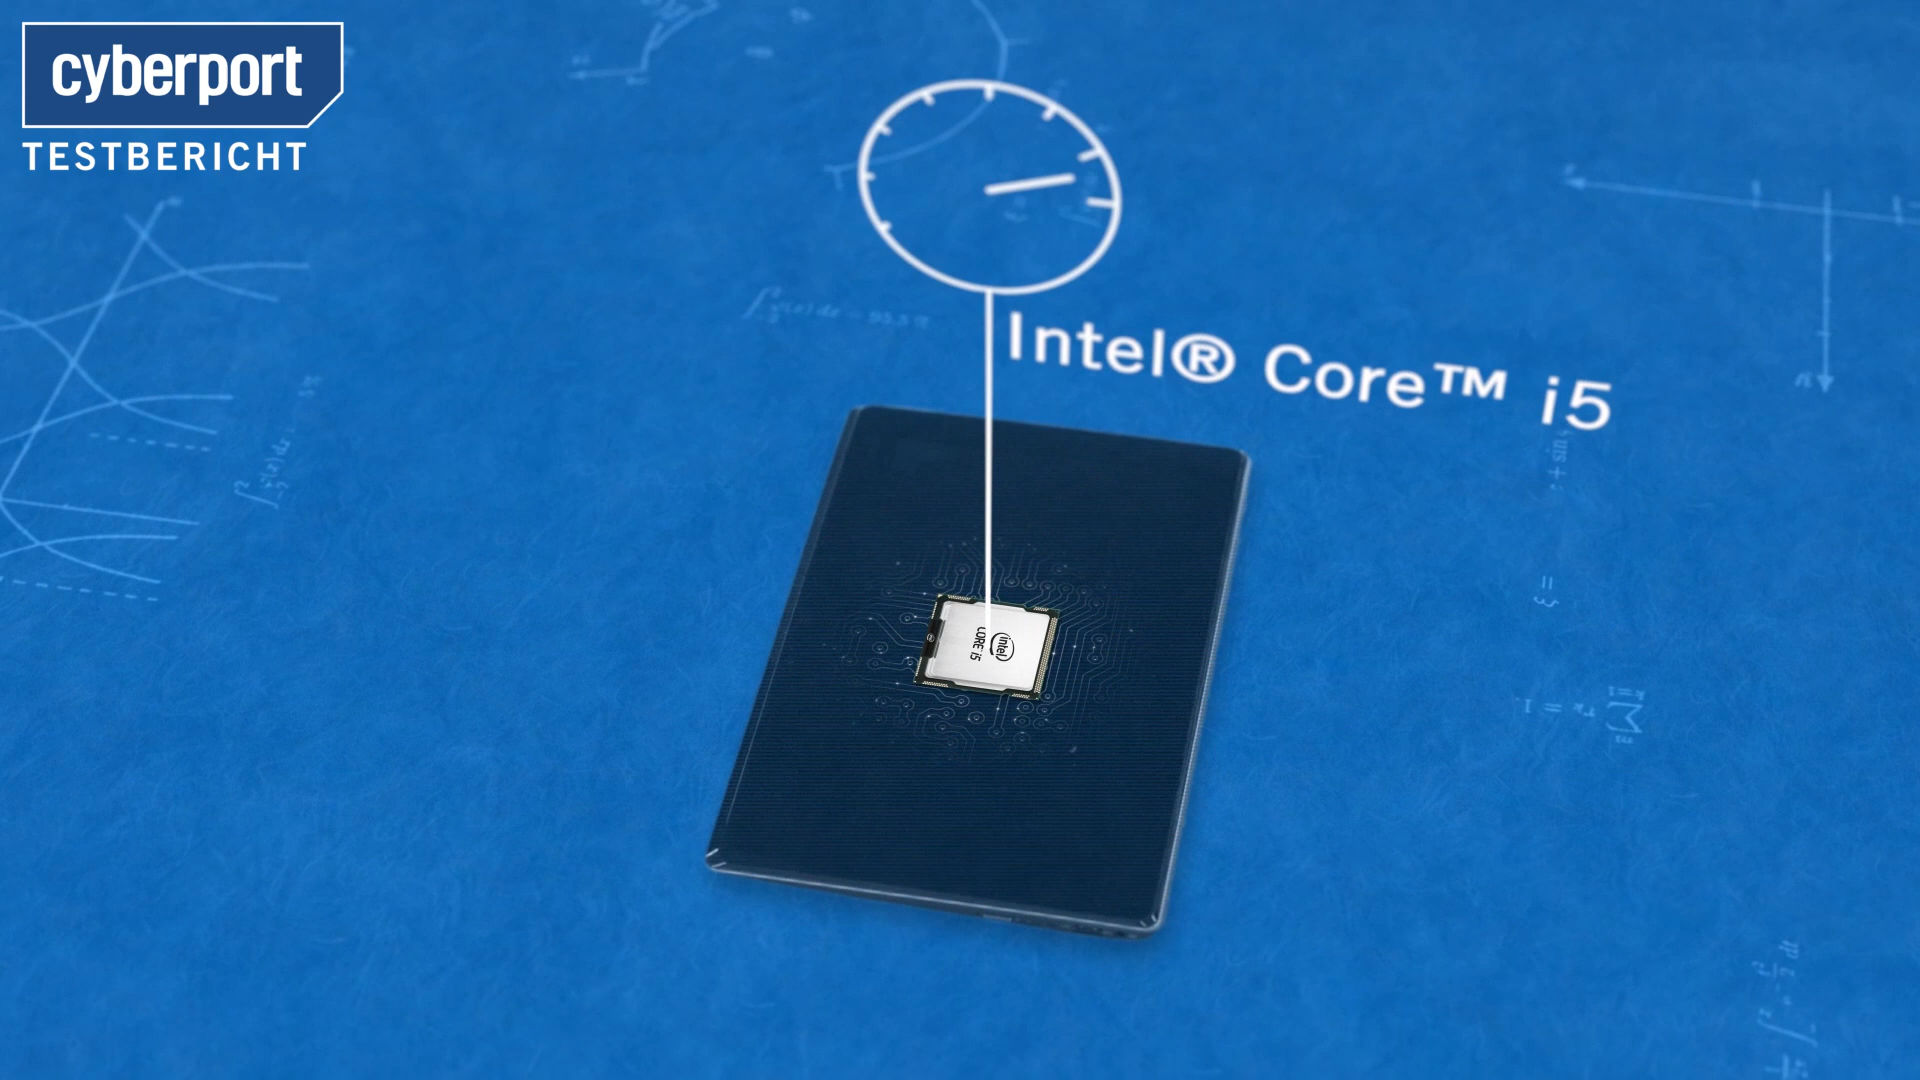 cyberport
TESTBERICHT
Intel® Core™ i5
intel
CORE i5